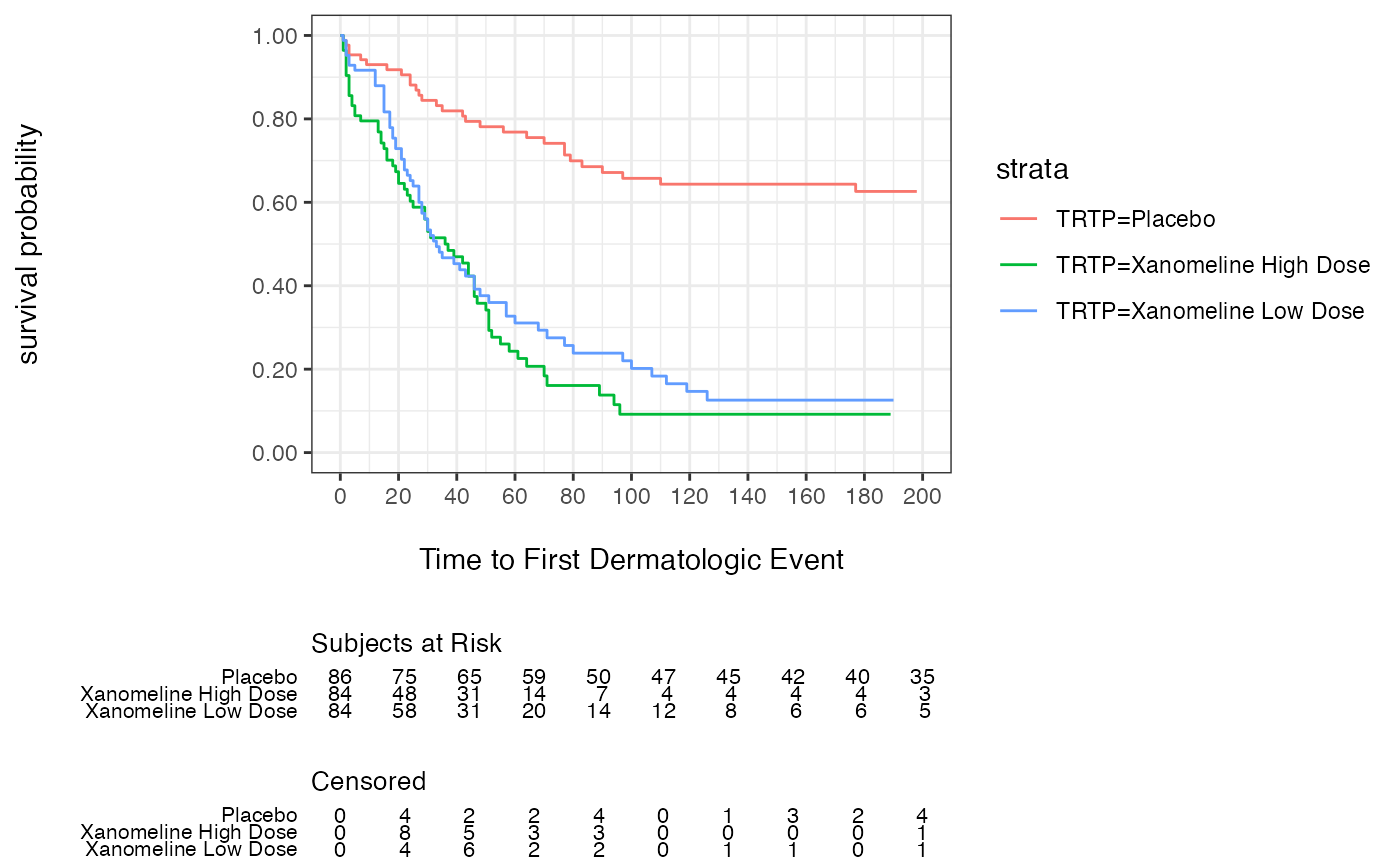 survival probability
1.00
0.80
0.60
0.40
0.20
0.00
0 20 40 60 80 100 120 140 160 180 200
Time to First Dermatologic Event
strata
TRTP=Placebo
TRTP=Xanomeline High Dose
TRTP=Xanomeline Low Dose
Subjects at Risk
Placebo 86 75 65 59 50 47 45 42 40 35
Xanomeline High Dose 84 48 31 14 7 4 4 4 4 3
Xanomeline Low Dose 84 58 31 20 14 12 8 6 6 5
Censored
Placebo 0 4 2 2 4 0 1 3 2 4
Xanomeline High Dose 0 8 5 3 3 0 0 0 0 1
Xanomeline Low Dose 0 4 6 2 2 0 1 1 0 1